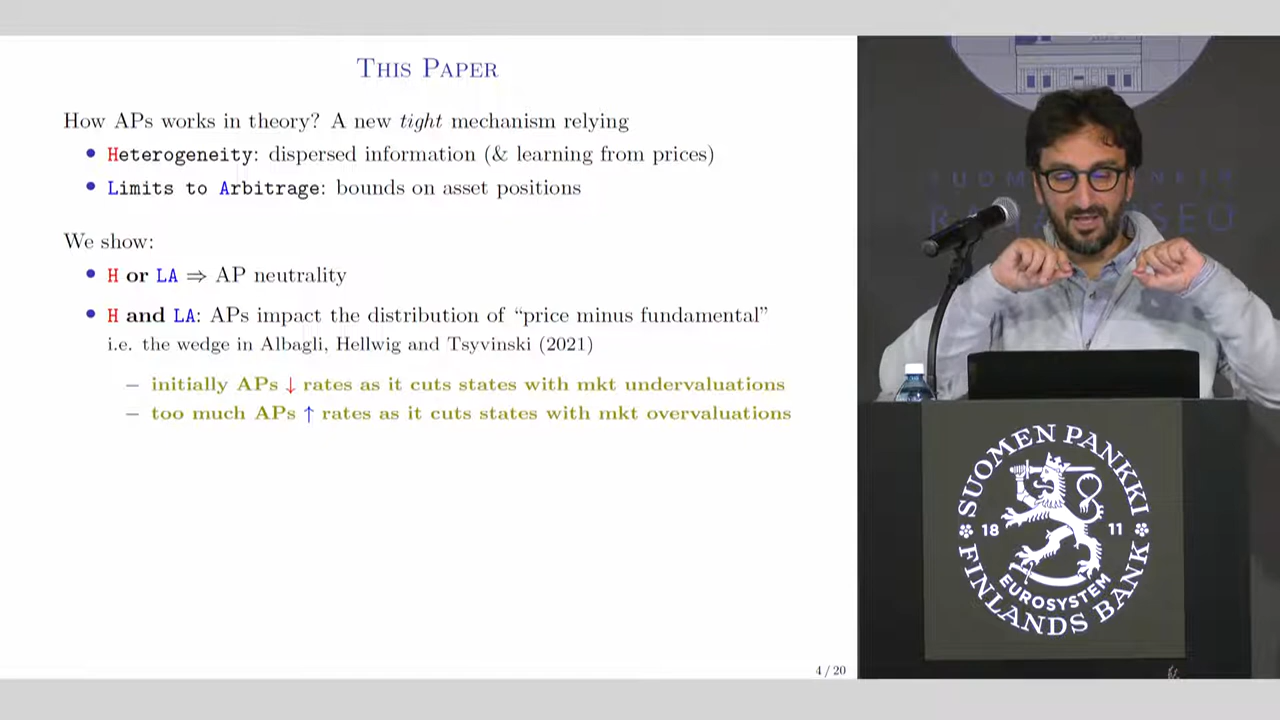 THIS PAPER
How APs works in theory? A new tight mechanism relying
• Heterogeneity: dispersed information (& learning from prices)
• Limits to Arbitrage: bounds on asset positions
We show:
• H or LA ⇒ AP neutrality
• H and LA: APs impact the distribution of “price minus fundamental”
i.e. the wedge in Albagli, Hellwig and Tsyvinski (2021)
– initially APs ↓ rates as it cuts states with mkt undervaluations
– too much APs ↑ rates as it cuts states with mkt overvaluations
4 / 20
SUOMEN PANKKI
18 11
EUROSYSTEM
FINLANDS BANK